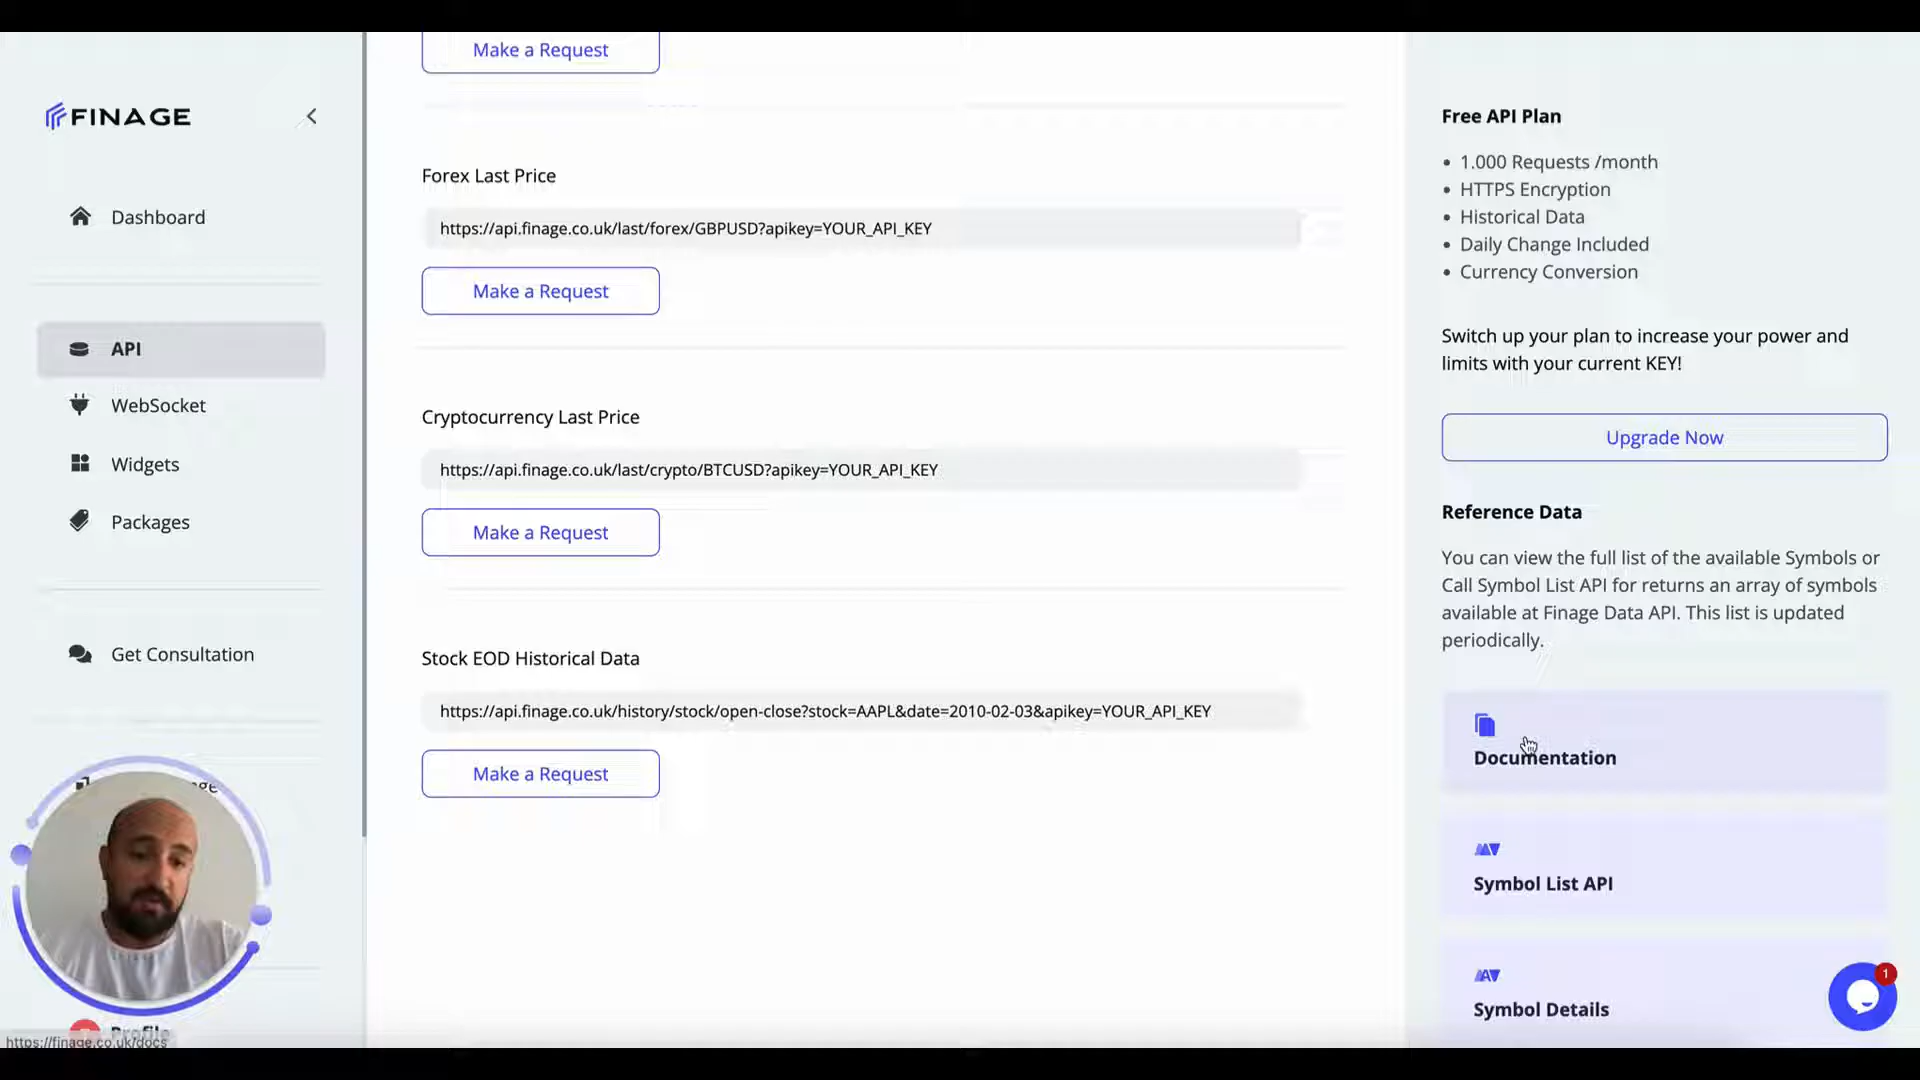 FINAGE
Dashboard
API
WebSocket
Widgets
Packages
Get Consultation
ge
Profile
https://finage.co.uk/docs
Make a Request
Forex Last Price
https://api.finage.co.uk/last/forex/GBPUSD?apikey=YOUR_API_KEY
Make a Request
Cryptocurrency Last Price
https://api.finage.co.uk/last/crypto/BTCUSD?apikey=YOUR_API_KEY
Make a Request
Stock EOD Historical Data
https://api.finage.co.uk/history/stock/open-close?stock=AAPL&date=2010-02-03&apikey=YOUR_API_KEY
Make a Request
Free API Plan
• 1.000 Requests /month
• HTTPS Encryption
• Historical Data
• Daily Change Included
• Currency Conversion
Switch up your plan to increase your power and
limits with your current KEY!
Upgrade Now
Reference Data
You can view the full list of the available Symbols or
Call Symbol List API for returns an array of symbols
available at Finage Data API. This list is updated
periodically.
Documentation
Symbol List API
Symbol Details
1